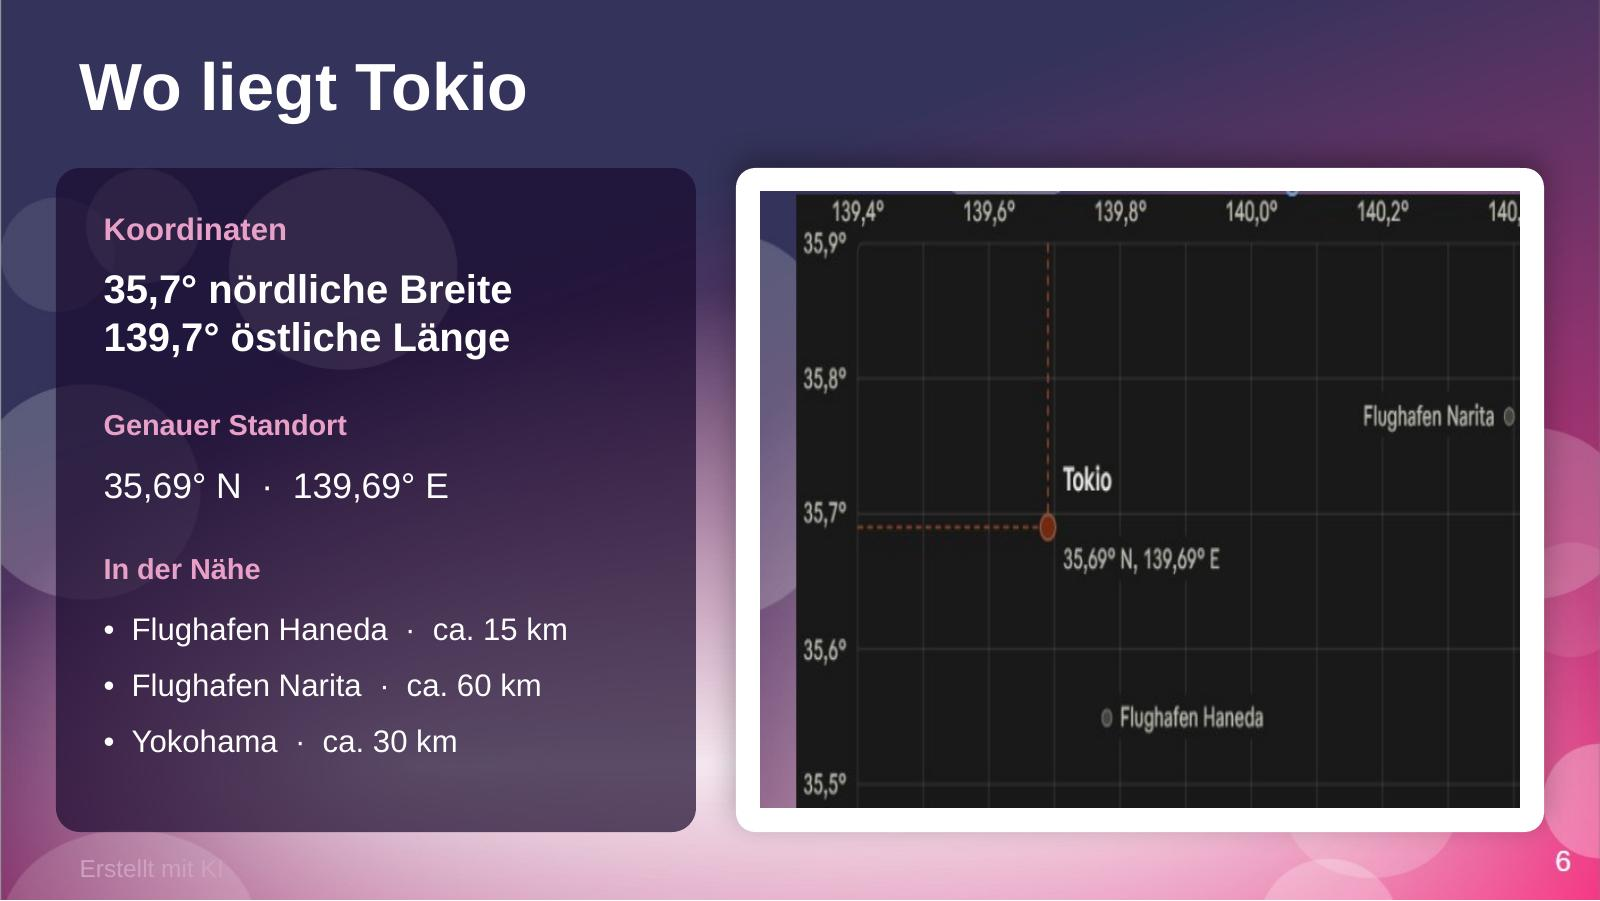 Wo liegt Tokio
Koordinaten
35,7° nördliche Breite
139,7° östliche Länge
Genauer Standort
35,69° N · 139,69° E
In der Nähe
• Flughafen Haneda · ca. 15 km
• Flughafen Narita · ca. 60 km
• Yokohama · ca. 30 km
139,4° 139,6° 139,8° 140,0° 140,2° 140,
35,9°
35,8°
Flughafen Narita
Tokio
35,7°
35,69° N, 139,69° E
35,6°
Flughafen Haneda
35,5°
Erstellt mit KI
6